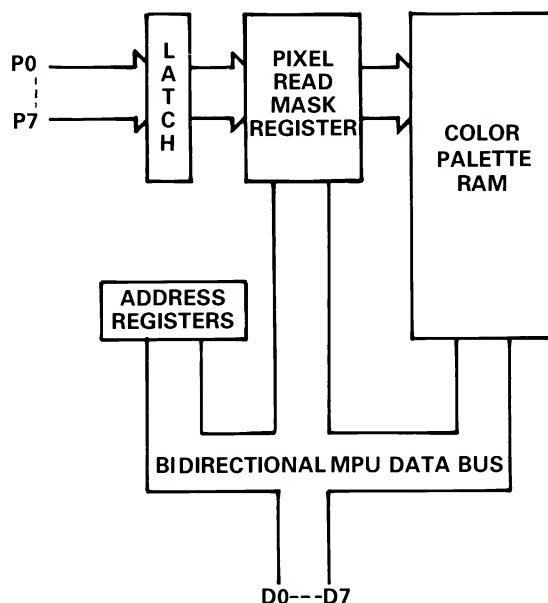 P0
P7
L
A
T
C
H
PIXEL
READ
MASK
REGISTER
COLOR
PALETTE
RAM
ADDRESS
REGISTERS
BIDIRECTIONAL MPU DATA BUS
D0---D7